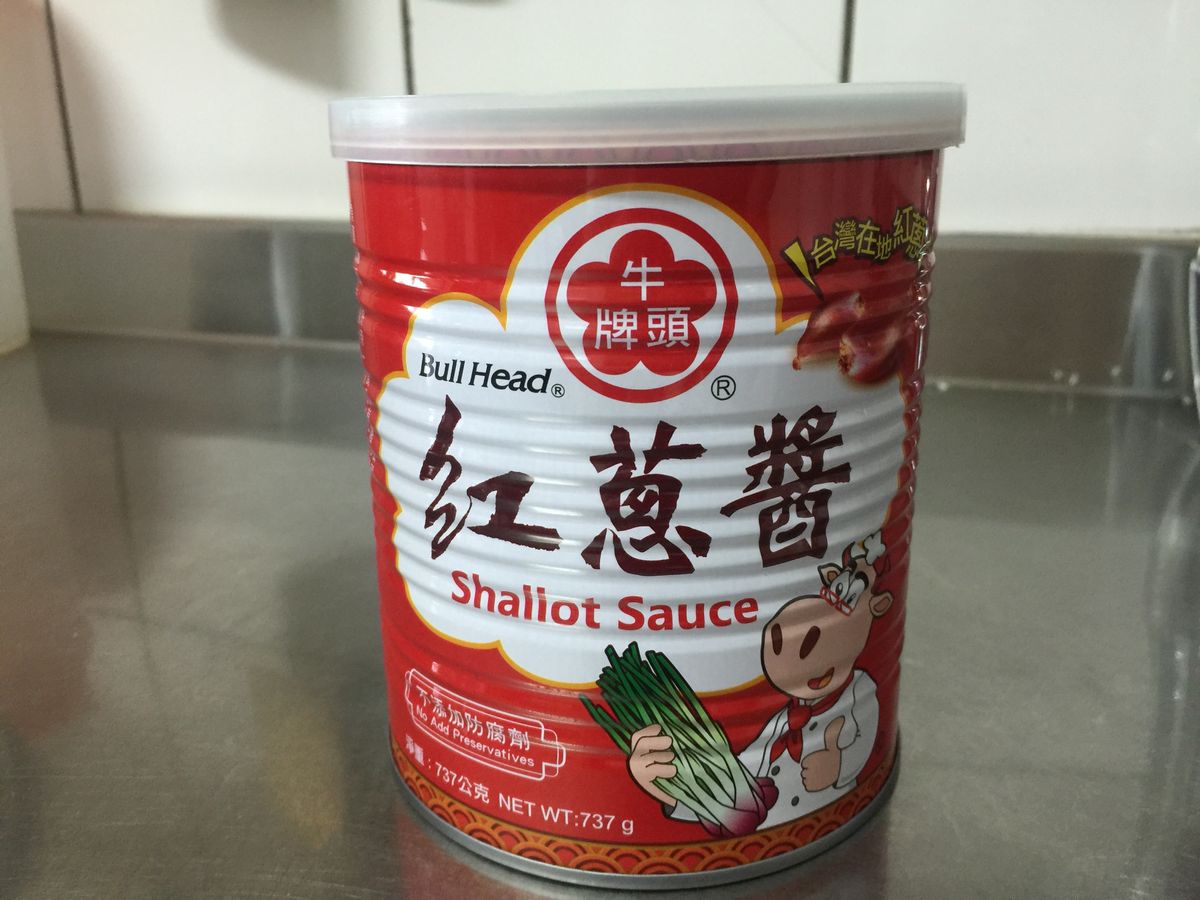 牛
牌頭
®
台灣在地紅蔥
Bull Head®
紅蔥醬
Shallot Sauce
不添加防腐劑
No Add Preservatives
淨重:737公克 NET WT:737 g